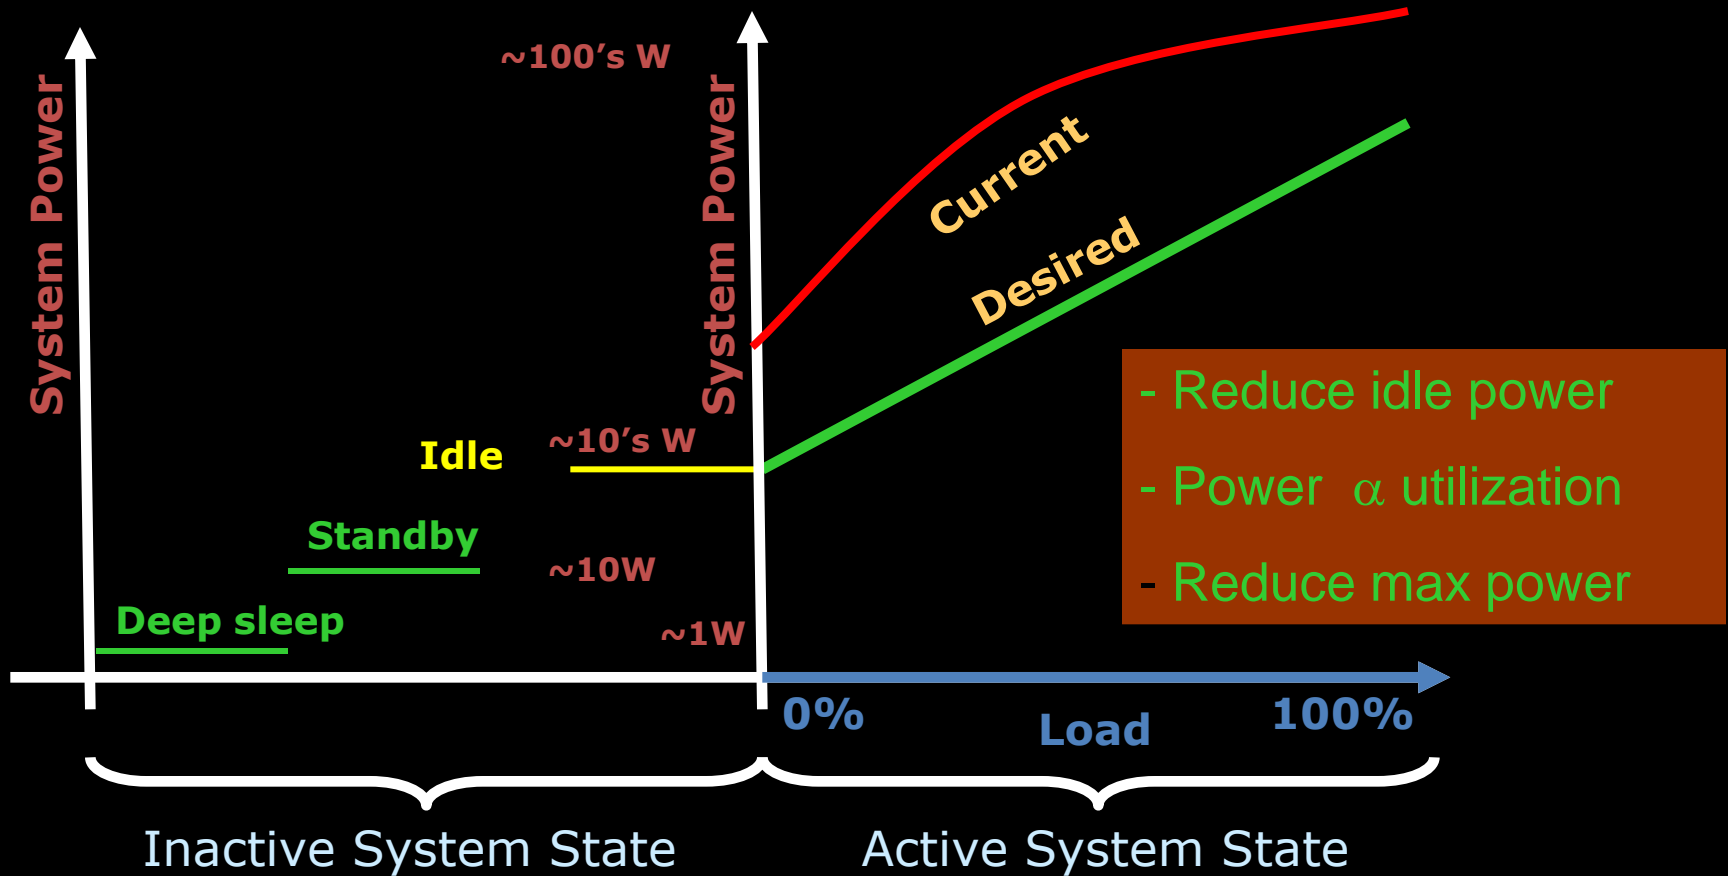 System Power
~100's W
System Power
Current
Desired
Idle
~10's W
Standby
~10W
Deep sleep
~1W
- Reduce idle power
- Power α utilization
- Reduce max power
0%
Load
100%
Inactive System State
Active System State